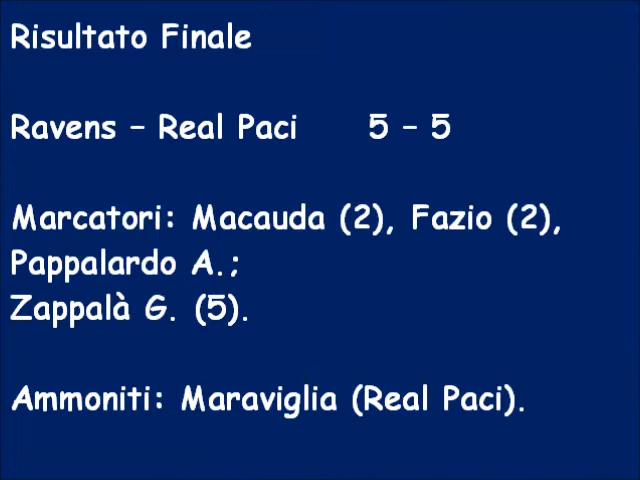 Risultato Finale
Ravens – Real Paci 5 – 5
Marcatori: Macauda (2), Fazio (2),
Pappalardo A.;
Zappalà G. (5).
Ammoniti: Maraviglia (Real Paci).